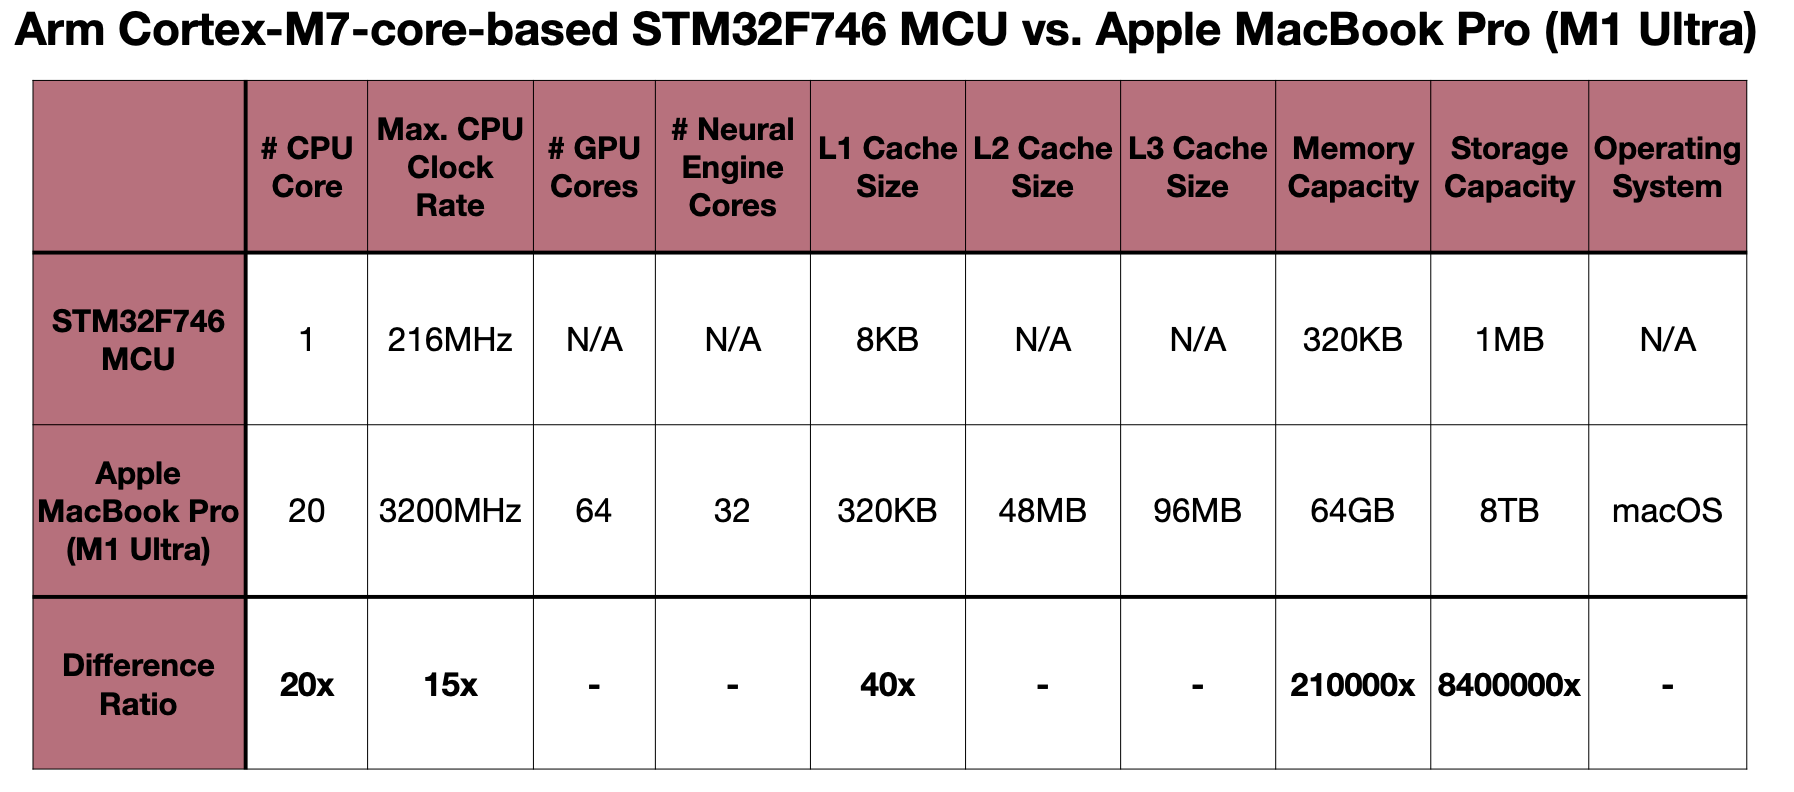 Arm Cortex-M7-core-based STM32F746 MCU vs. Apple MacBook Pro (M1 Ultra)
# CPU Core
Max. CPU Clock Rate
# GPU Cores
# Neural Engine Cores
L1 Cache Size
L2 Cache Size
L3 Cache Size
Memory Capacity
Storage Capacity
Operating System
STM32F746 MCU
1
216MHz
N/A
N/A
8KB
N/A
N/A
320KB
1MB
N/A
Apple MacBook Pro (M1 Ultra)
20
3200MHz
64
32
320KB
48MB
96MB
64GB
8TB
macOS
Difference Ratio
20x
15x
-
-
40x
-
-
210000x
8400000x
-